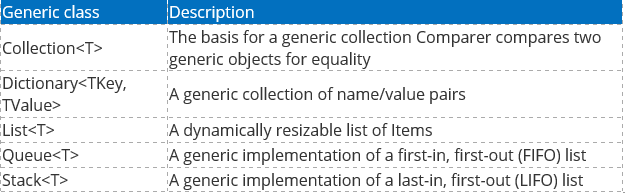 Generic class Description
Collection<T> The basis for a generic collection Comparer compares two
generic objects for equality
Dictionary<TKey,
TValue> A generic collection of name/value pairs
List<T> A dynamically resizable list of Items
Queue<T> A generic implementation of a first-in, first-out (FIFO) list
Stack<T> A generic implementation of a last-in, first-out (LIFO) list